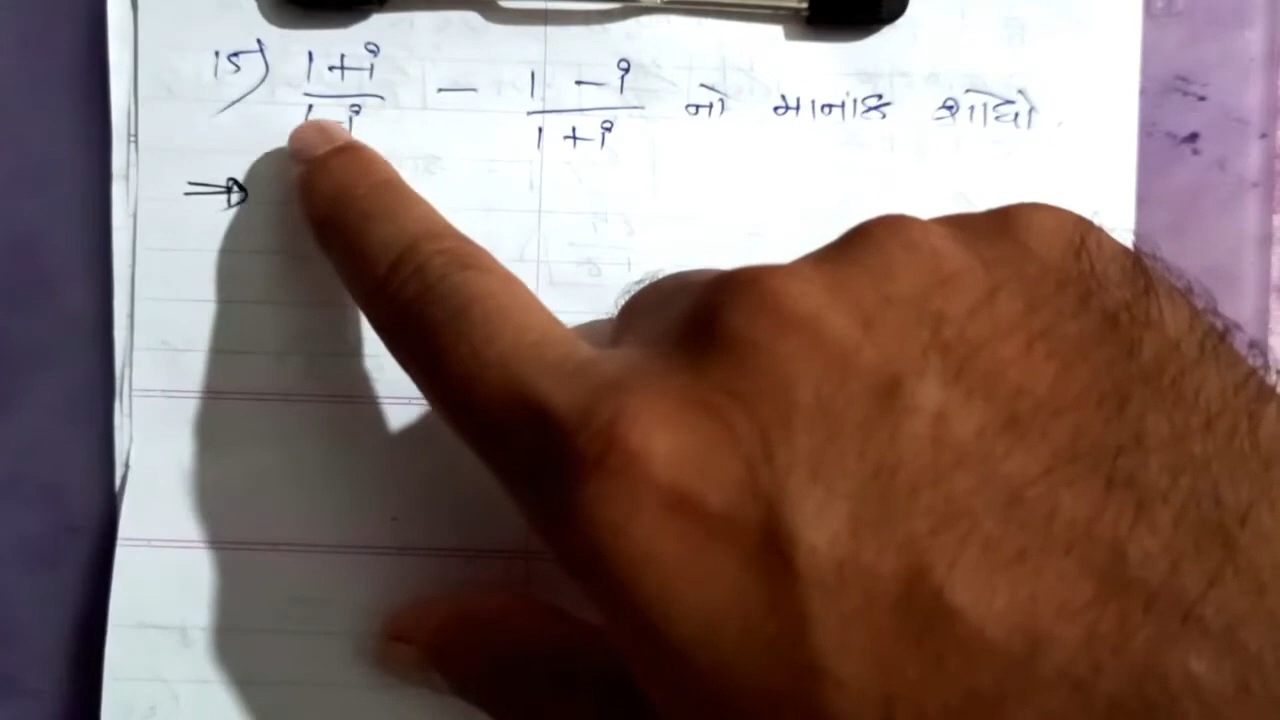 15) (1+i)/(1-i) - (1-i)/(1+i) નો માનાંક શોધો.
⇒